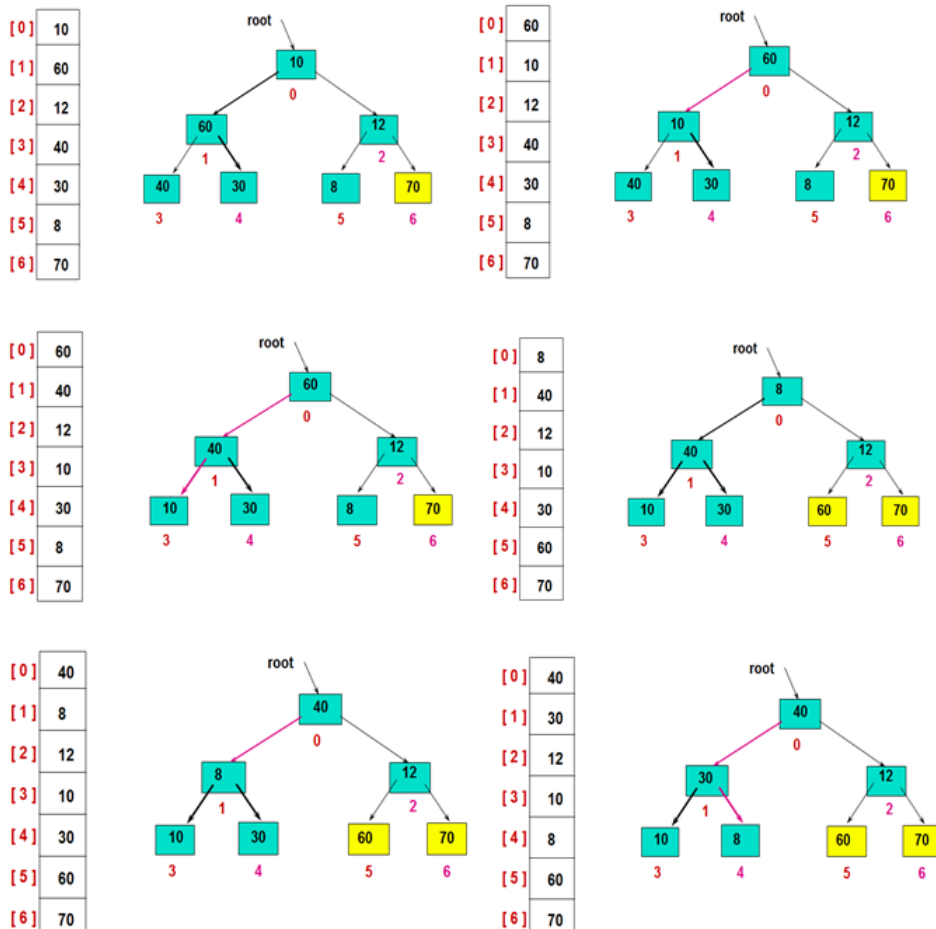 [ 0 ] 10
[ 1 ] 60
[ 2 ] 12
[ 3 ] 40
[ 4 ] 30
[ 5 ] 8
[ 6 ] 70
root
10
0
60 12
1 2
40 30 8 70
3 4 5 6
[ 0 ] 60
[ 1 ] 10
[ 2 ] 12
[ 3 ] 40
[ 4 ] 30
[ 5 ] 8
[ 6 ] 70
root
60
0
10 12
1 2
40 30 8 70
3 4 5 6
[ 0 ] 60
[ 1 ] 40
[ 2 ] 12
[ 3 ] 10
[ 4 ] 30
[ 5 ] 8
[ 6 ] 70
root
60
0
40 12
1 2
10 30 8 70
3 4 5 6
[ 0 ] 8
[ 1 ] 40
[ 2 ] 12
[ 3 ] 10
[ 4 ] 30
[ 5 ] 60
[ 6 ] 70
root
8
0
40 12
1 2
10 30 60 70
3 4 5 6
[ 0 ] 40
[ 1 ] 8
[ 2 ] 12
[ 3 ] 10
[ 4 ] 30
[ 5 ] 60
[ 6 ] 70
root
40
0
8 12
1 2
10 30 60 70
3 4 5 6
[ 0 ] 40
[ 1 ] 30
[ 2 ] 12
[ 3 ] 10
[ 4 ] 8
[ 5 ] 60
[ 6 ] 70
root
40
0
30 12
1 2
10 8 60 70
3 4 5 6